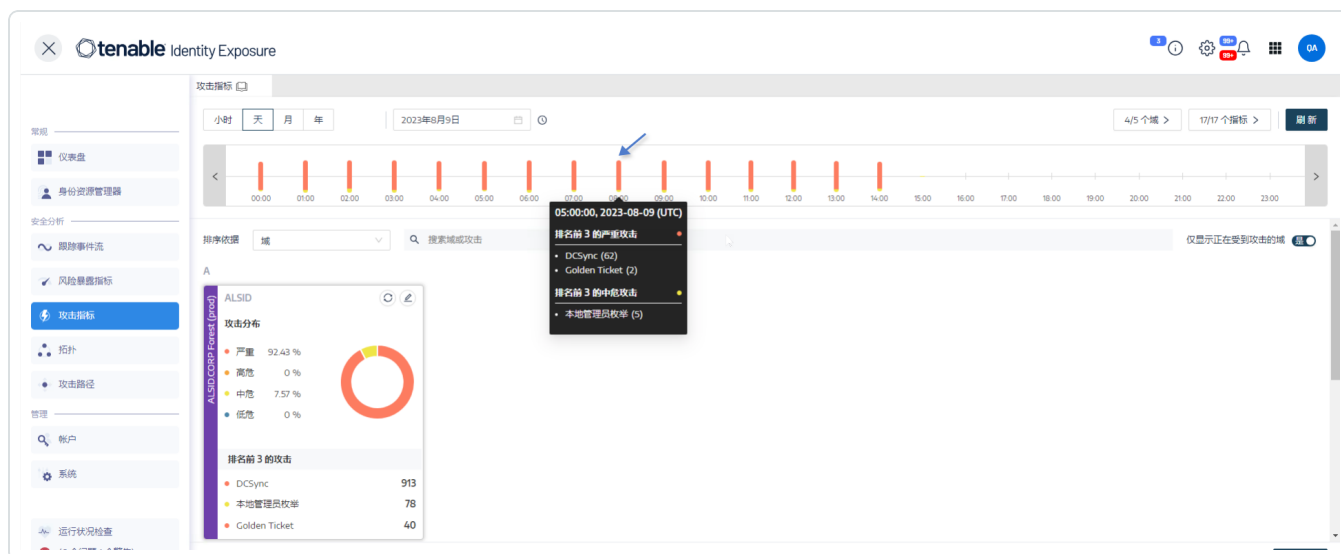 tenable Identity Exposure
3
99+
99+
QA
攻击指标
小时 天 月 年
2023年8月9日
4/5 个域 >
17/17 个指标 >
刷新
常规
仪表盘
身份资源管理器
安全分析
跟踪事件流
风险暴露指标
攻击指标
拓扑
攻击路径
管理
帐户
系统
运行状况检查
00:00 01:00 02:00 03:00 04:00 05:00 06:00 07:00 08:00 09:00 10:00 11:00 12:00 13:00 14:00 15:00 16:00 17:00 18:00 19:00 20:00 21:00 22:00 23:00
05:00:00, 2023-08-09 (UTC)
排名前 3 的严重攻击
• DCSync (62)
• Golden Ticket (2)
排名前 3 的中危攻击
• 本地管理员枚举 (5)
排序依据 域
搜索域或攻击
仅显示正在受到攻击的域 是
A
ALSID.CORP Forest (prod)
ALSID
攻击分布
严重 92.43 %
高危 0 %
中危 7.57 %
低危 0 %
排名前 3 的攻击
DCSync 913
本地管理员枚举 78
Golden Ticket 40